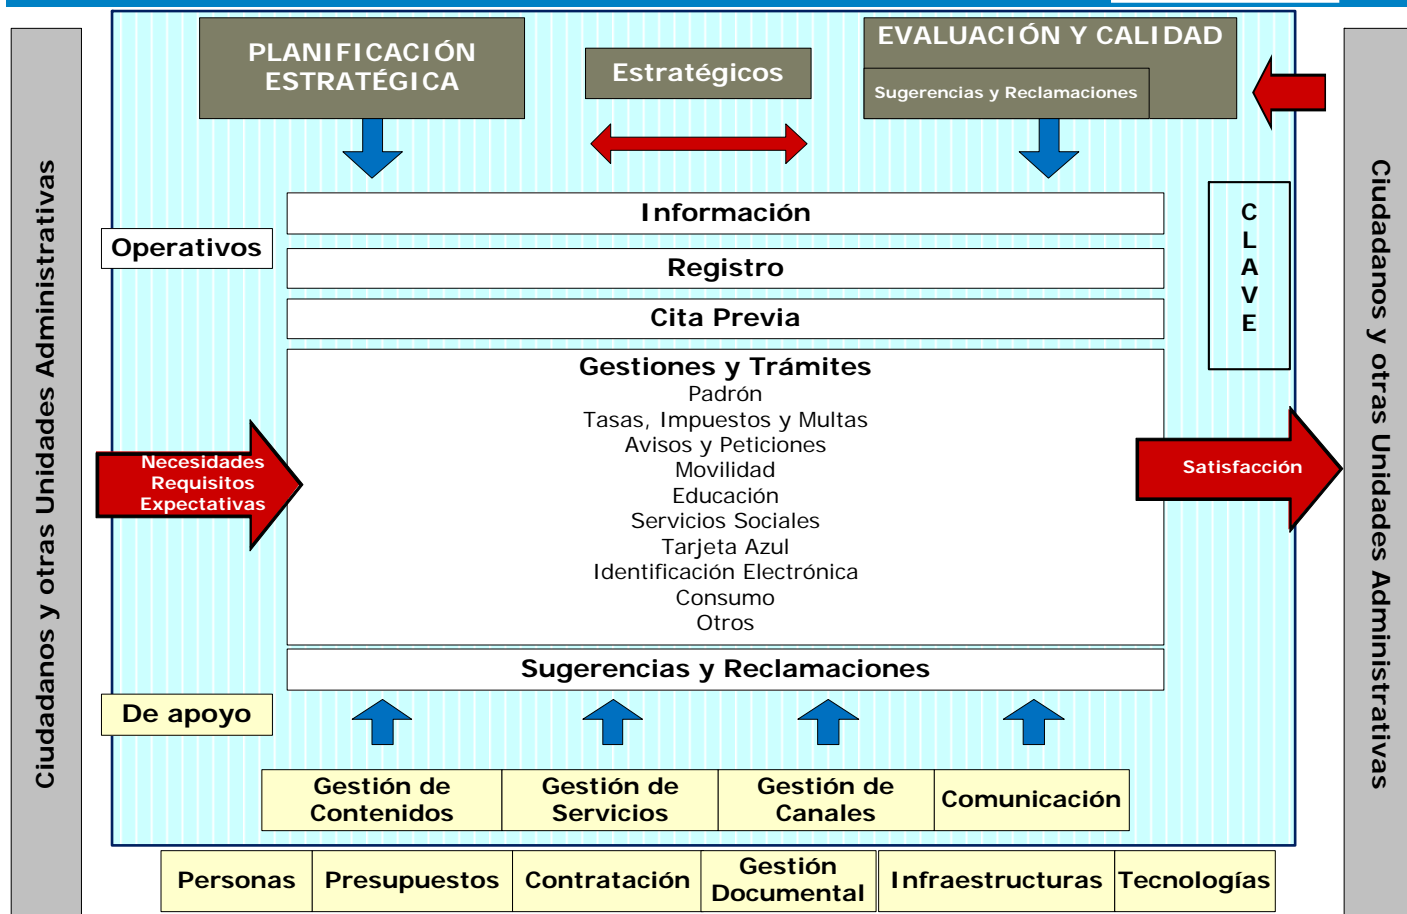 PLANIFICACIÓN
ESTRATÉGICA
Estratégicos
EVALUACIÓN Y CALIDAD
Sugerencias y Reclamaciones
Ciudadanos y otras Unidades Administrativas
Información
Operativos
Registro
Cita Previa
C
L
A
V
E
Gestiones y Trámites
Padrón
Tasas, Impuestos y Multas
Avisos y Peticiones
Movilidad
Educación
Servicios Sociales
Tarjeta Azul
Identificación Electrónica
Consumo
Otros
Necesidades
Requisitos
Expectativas
Satisfacción
Ciudadanos y otras Unidades Administrativas
Sugerencias y Reclamaciones
De apoyo
Gestión de
Contenidos
Gestión de
Servicios
Gestión de
Canales
Comunicación
Personas
Presupuestos
Contratación
Gestión
Documental
Infraestructuras
Tecnologías